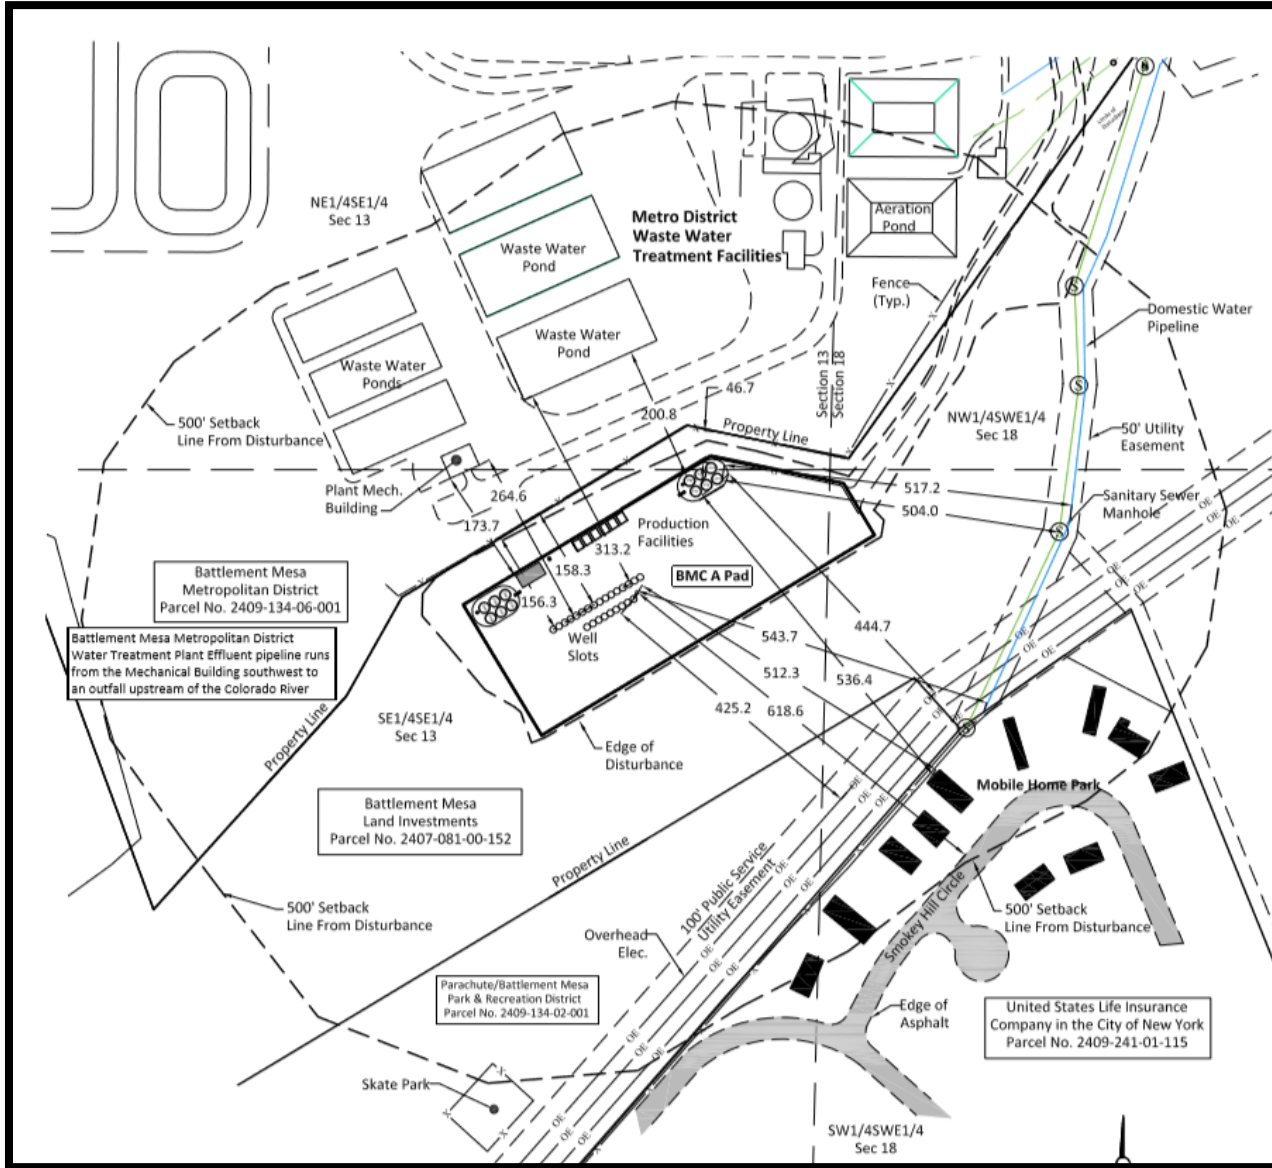 Limits of
Disturbance
S
NE1/4SE1/4
Sec 13
Metro District
Waste Water
Treatment Facilities
Aeration
Pond
Waste Water
Pond
Fence
(Typ.)
S
Domestic Water
Pipeline
Waste Water
Pond
Waste Water
Ponds
Section 13
Section 18
S
46.7
200.8
Property Line
500' Setback
Line From Disturbance
NW1/4SWE1/4
Sec 18
50' Utility
Easement
Plant Mech.
Building
264.6
173.7
517.2
504.0
Sanitary Sewer
Manhole
S
Production
Facilities
313.2
158.3
156.3
BMC A Pad
Well
Slots
Battlement Mesa
Metropolitan District
Parcel No. 2409-134-06-001
Battlement Mesa Metropolitan District
Water Treatment Plant Effluent pipeline runs
from the Mechanical Building southwest to
an outfall upstream of the Colorado River
543.7
444.7
512.3
536.4
425.2
618.6
SE1/4SE1/4
Sec 13
Property Line
Edge of
Disturbance
S
Mobile Home Park
Battlement Mesa
Land Investments
Parcel No. 2407-081-00-152
Property Line
100' Public Service
Utility Easement
OE
Smokey Hill Circle
500' Setback
Line From Disturbance
500' Setback
Line From Disturbance
Overhead
Elec.
Parachute/Battlement Mesa
Park & Recreation District
Parcel No. 2409-134-02-001
Edge of
Asphalt
United States Life Insurance
Company in the City of New York
Parcel No. 2409-241-01-115
Skate Park
SW1/4SWE1/4
Sec 18